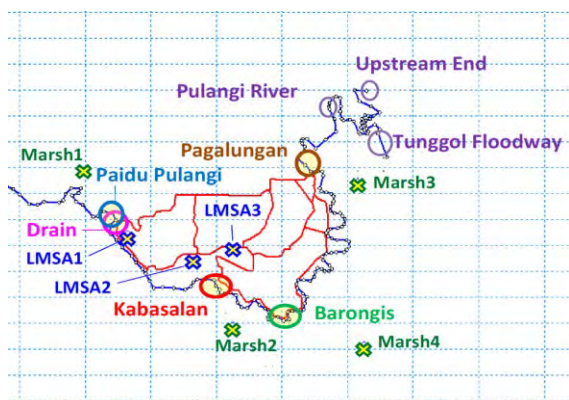 Upstream End
Pulangi River
Tunggol Floodway
Pagalungan
Marsh1
Paidu Pulangi
Marsh3
LMSA3
Drain
LMSA1
LMSA2
Kabasalan
Barongis
Marsh2
Marsh4